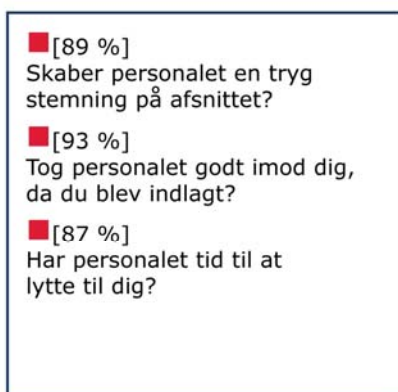 [89 %]
Skaber personalet en tryg
stemning på afsnittet?
[93 %]
Tog personalet godt imod dig,
da du blev indlagt?
[87 %]
Har personalet tid til at
lytte til dig?